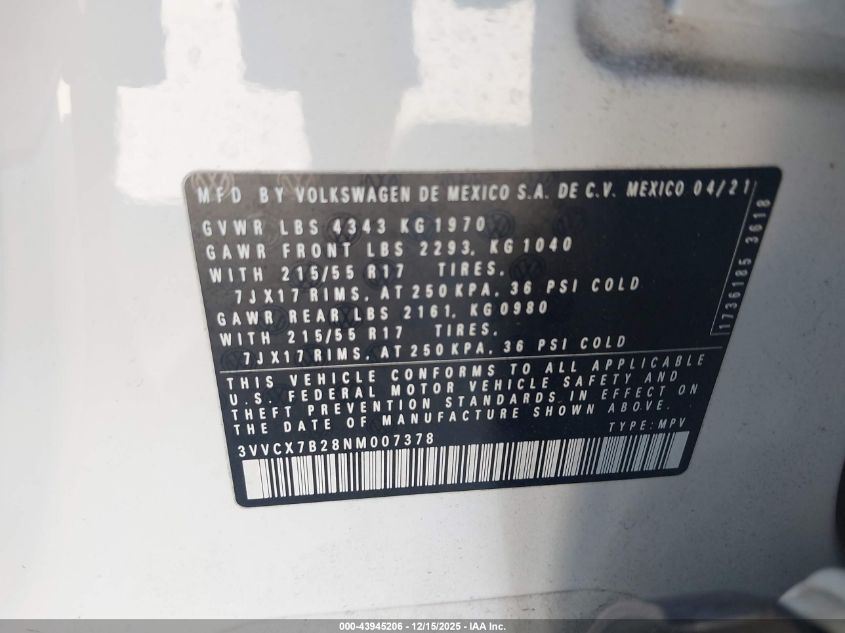 MFD BY VOLKSWAGEN DE MEXICO S.A. DE C.V. MEXICO 04/21
GVWR LBS 4343 KG 1970
GAWR FRONT LBS 2293, KG 1040
WITH 215/55 R17 TIRES,
7JX17 RIMS, AT 250 KPA, 36 PSI COLD
GAWR REAR LBS 2161, KG 0980
WITH 215/55 R17 TIRES,
7JX17 RIMS, AT 250 KPA, 36 PSI COLD
1736185 3618
THIS VEHICLE CONFORMS TO ALL APPLICABLE
U.S. FEDERAL MOTOR VEHICLE SAFETY AND
THEFT PREVENTION STANDARDS IN EFFECT ON
THE DATE OF MANUFACTURE SHOWN ABOVE.
3VVCX7B28NM007378 TYPE: MPV
000-43945206 - 12/15/2025 - IAA Inc.